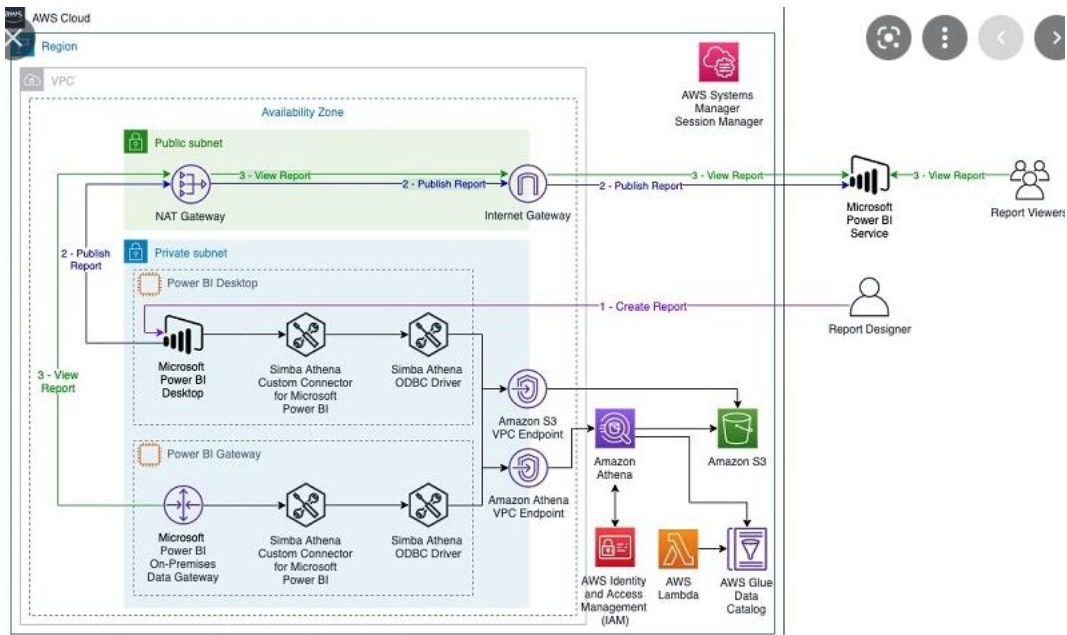 aws
AWS Cloud
Region
VPC
Availability Zone
AWS Systems
Manager
Session Manager
Public subnet
3 - View Report
2 - Publish Report
3 - View Report
2 - Publish Report
3 - View Report
NAT Gateway
Internet Gateway
Microsoft
Power BI
Service
Report Viewers
2 - Publish
Report
Private subnet
Power BI Desktop
1 - Create Report
Report Designer
Microsoft
Power BI
Desktop
Simba Athena
Custom Connector
for Microsoft
Power BI
Simba Athena
ODBC Driver
3 - View
Report
Amazon S3
VPC Endpoint
Power BI Gateway
Amazon Athena
VPC Endpoint
Amazon
Athena
Amazon S3
Microsoft
Power BI
On-Premises
Data Gateway
Simba Athena
Custom Connector
for Microsoft
Power BI
Simba Athena
ODBC Driver
AWS Identity
and Access
Management
(IAM)
AWS
Lambda
AWS Glue
Data
Catalog